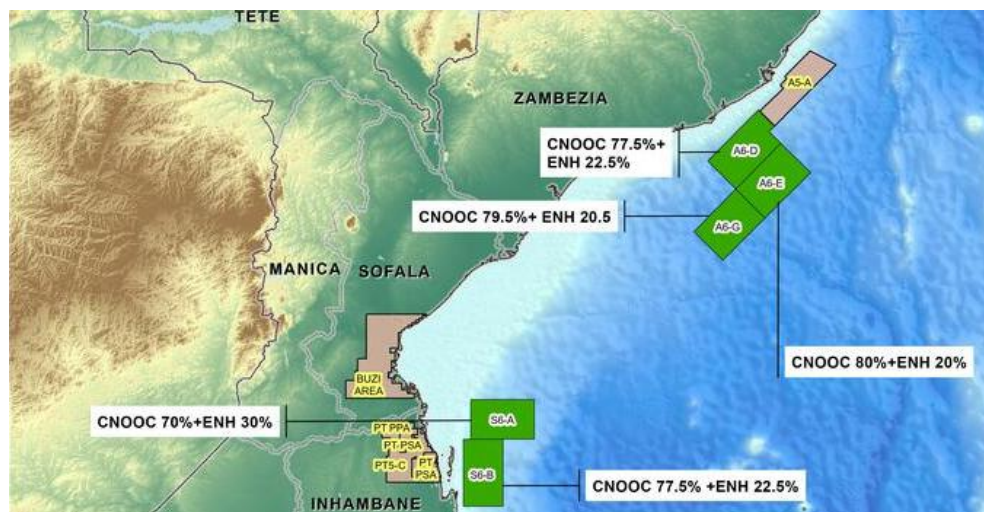 TETE
A5-A
ZAMBEZIA
CNOOC 77.5%+
ENH 22.5%
A6-D
A6-E
CNOOC 79.5%+ ENH 20.5
A6-G
MANICA
SOFALA
CNOOC 80%+ENH 20%
BUZI
AREA
CNOOC 70%+ENH 30%
S6-A
PT PPA
PT-PSA
PT5-C
PT
PSA
S6-B
CNOOC 77.5% +ENH 22.5%
INHAMBANE